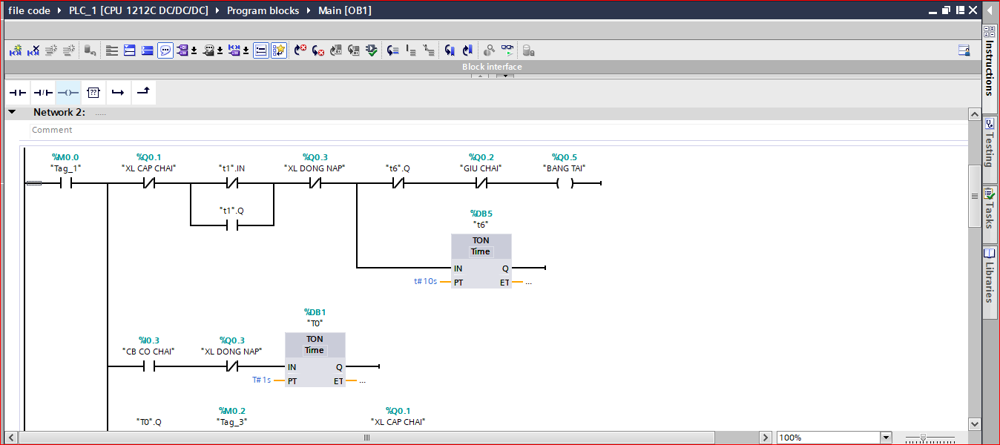 file code ▸ PLC_1 [CPU 1212C DC/DC/DC] ▸ Program blocks ▸ Main [OB1]
Block interface
??
Network 2: .....
Comment
%M0.0 %Q0.1 %Q0.3 %Q0.2 %Q0.5
"Tag_1" "XL CAP CHAI" "t1".IN "XL DONG NAP" "t6".Q "GIU CHAI" "BANG TAI"
"t1".Q
%DB5
"t6"
TON
Time
IN Q
t#10s PT ET ...
%DB1
"T0"
%I0.3 %Q0.3 TON
"CB CO CHAI" "XL DONG NAP" Time
IN Q
T#1s PT ET ...
%M0.2 %Q0.1
"T0".Q "Tag_3" "XL CAP CHAI"
100%
Instructions
Testing
Tasks
Libraries